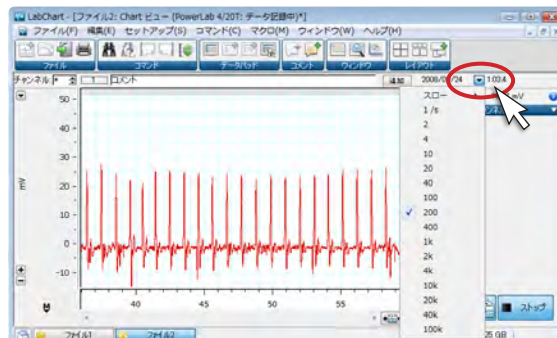 LabChart - [ファイル2: Chart ビュー (PowerLab 4/20T: データ記録中)*]
ファイル(F) 編集(E) セットアップ(S) コマンド(C) マクロ(M) ウィンドウ(W) ヘルプ(H)
ファイル コマンド データパッド コメント ウィンドウ レイアウト
チャンネル * 1 コメント 追加 2008/ /24 1:03.4
スロー mV
1 /s
2
4
10
20
40
100
200
400
1k
2k
4k
10k
20k
40k
100k
mV
50
40
30
20
10
0
-10
40 45 50 55
ストップ
ファイル1 ファイル2 GB